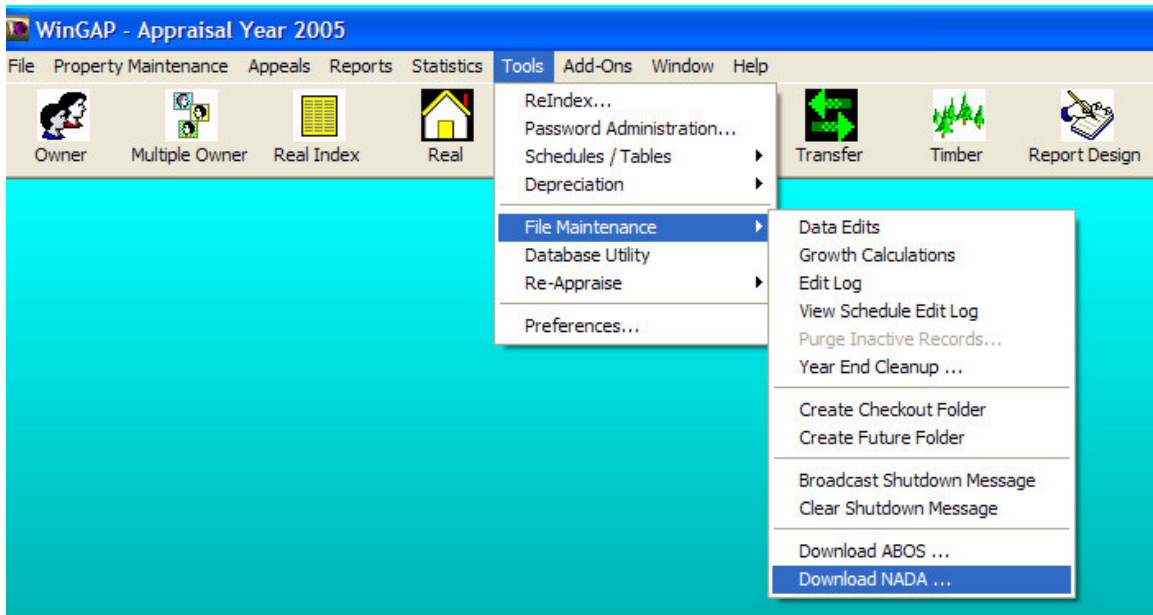 WinGAP - Appraisal Year 2005
File Property Maintenance Appeals Reports Statistics Tools Add-Ons Window Help
Owner Multiple Owner Real Index Real Transfer Timber Report Design
ReIndex...
Password Administration...
Schedules / Tables
Depreciation
File Maintenance
Database Utility
Re-Appraise
Preferences...
Data Edits
Growth Calculations
Edit Log
View Schedule Edit Log
Purge Inactive Records...
Year End Cleanup ...
Create Checkout Folder
Create Future Folder
Broadcast Shutdown Message
Clear Shutdown Message
Download ABOS ...
Download NADA ...